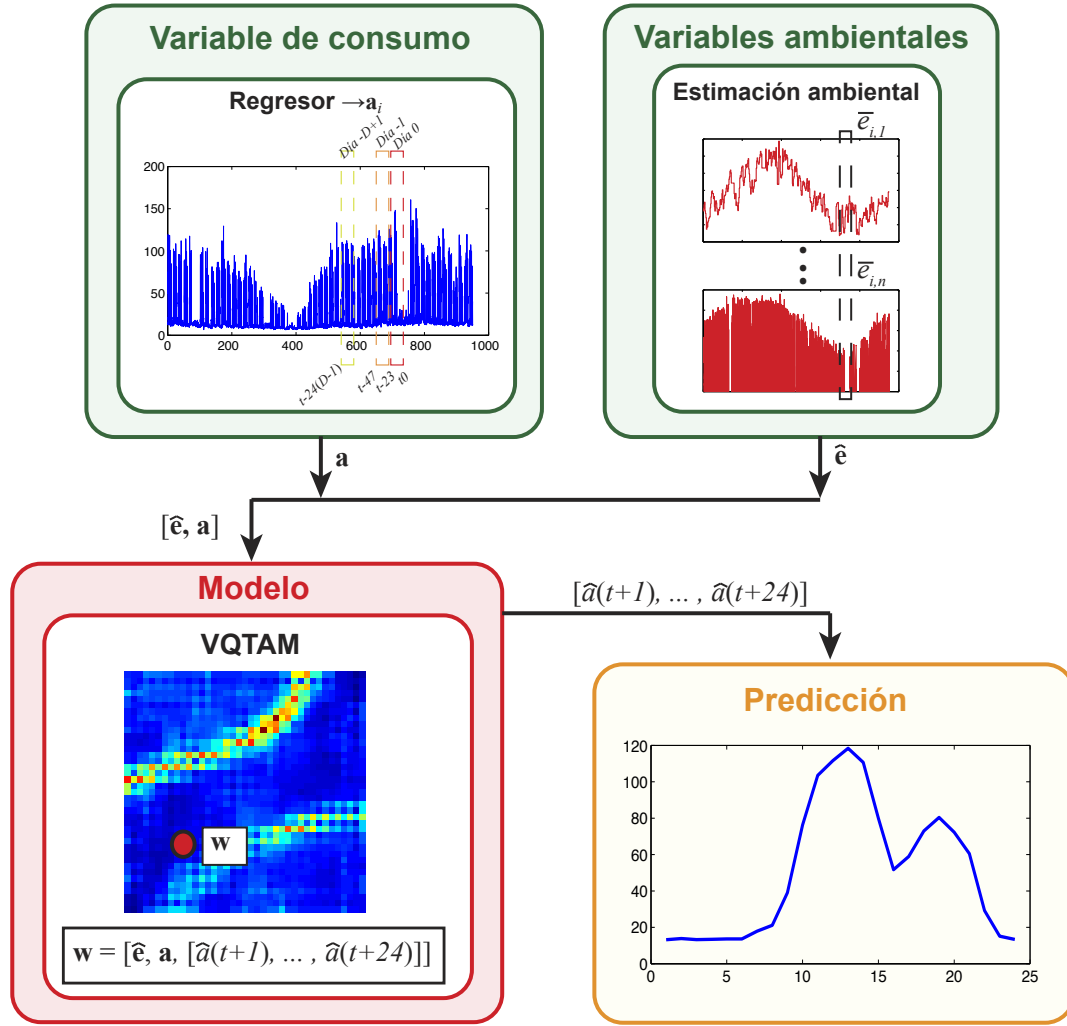 Variable de consumo
Regresor →a_i
Dia -D+1
Dia -1
Dia 0
200
150
100
50
0
0 200 400 600 800 1000
t-24(D-1)
t-47
t-23
t0
Variables ambientales
Estimación ambiental
e̅_{i,1}
e̅_{i,n}
a
ê
[ê, a]
Modelo
VQTAM
w
w = [ê, a, [â(t+1), ... , â(t+24)]]
[â(t+1), ... , â(t+24)]
Predicción
120
100
80
60
40
20
0
0 5 10 15 20 25